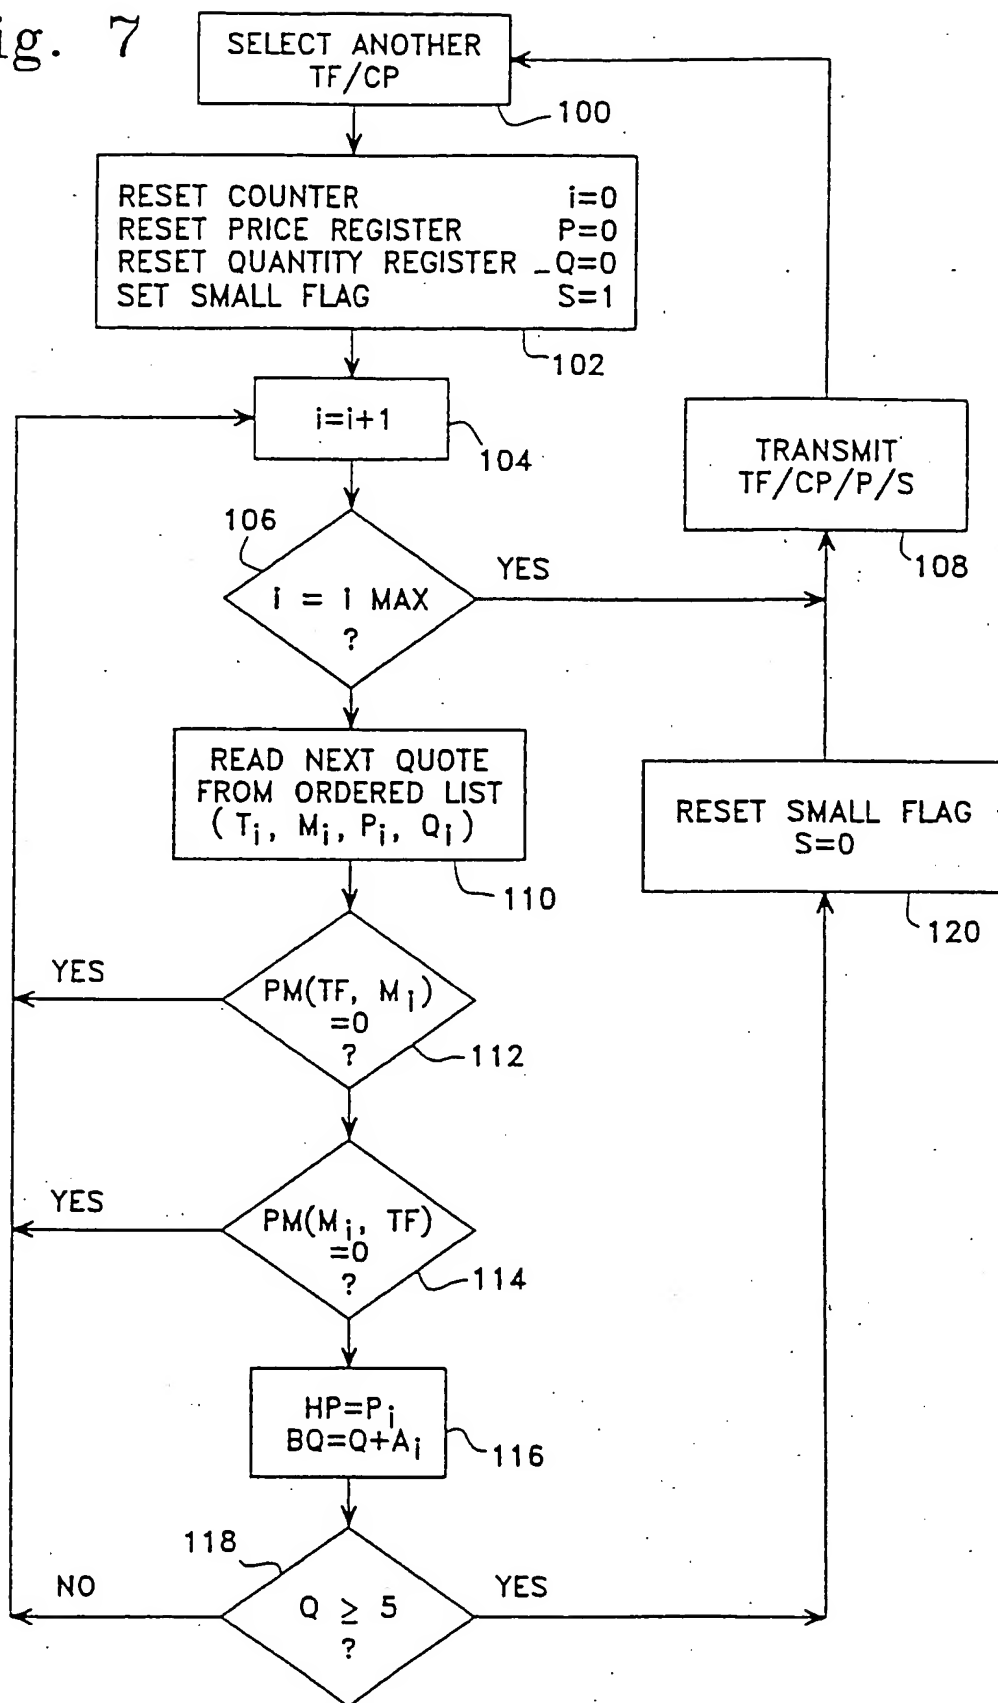 ig. 7
SELECT ANOTHER
TF/CP
100
RESET COUNTER i=0
RESET PRICE REGISTER P=0
RESET QUANTITY REGISTER Q=0
SET SMALL FLAG S=1
102
i=i+1
104
TRANSMIT
TF/CP/P/S
108
106
i = i MAX
?
YES
READ NEXT QUOTE
FROM ORDERED LIST
( Ti, Mi, Pi, Qi )
110
RESET SMALL FLAG
S=0
120
YES
PM(TF, Mi)
=0
?
112
YES
PM(Mi, TF)
=0
?
114
HP=Pi
BQ=Q+Ai
116
118
NO
Q ≥ 5
?
YES